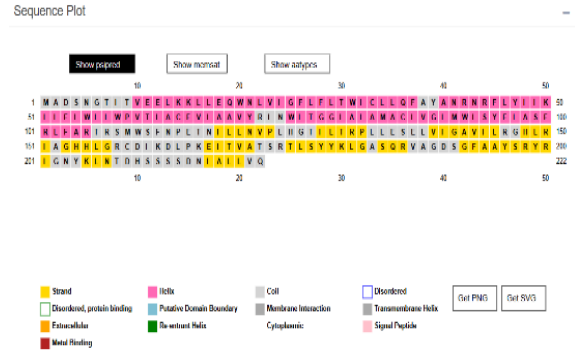 Sequence Plot
Show psipred Show memsat Show aatypes
10 20 30 40 50
1 M A D S N G T I T V E E L K K L L E Q W N L V I G F L F L T W I C L L Q F A Y A N R N R F L Y I I K 50
51 L I F L W L L W P V T L A C F V L A A V Y R I N W I T G G I A I A M A C L V G L M W L S Y F I A S F 100
101 R L F A R T R S M W S F N P L T N I L L N V P L H G T I L T R P L L L S L L V I G A V I L R G H L R 150
151 I A G H H L G R C D I K D L P K E I T V A T S R T L S Y Y K L G A S Q R V A G D S G F A A Y S R Y R 200
201 I G N Y K L N T D H S S S S D N I A L L V Q 222
10 20 30 40 50
Strand Helix Coil Disordered
Disordered, protein binding Putative Domain Boundary Membrane Interaction Transmembrane Helix
Extracellular Re-entrant Helix Cytoplasmic Signal Peptide
Metal Binding
Get PNG Get SVG